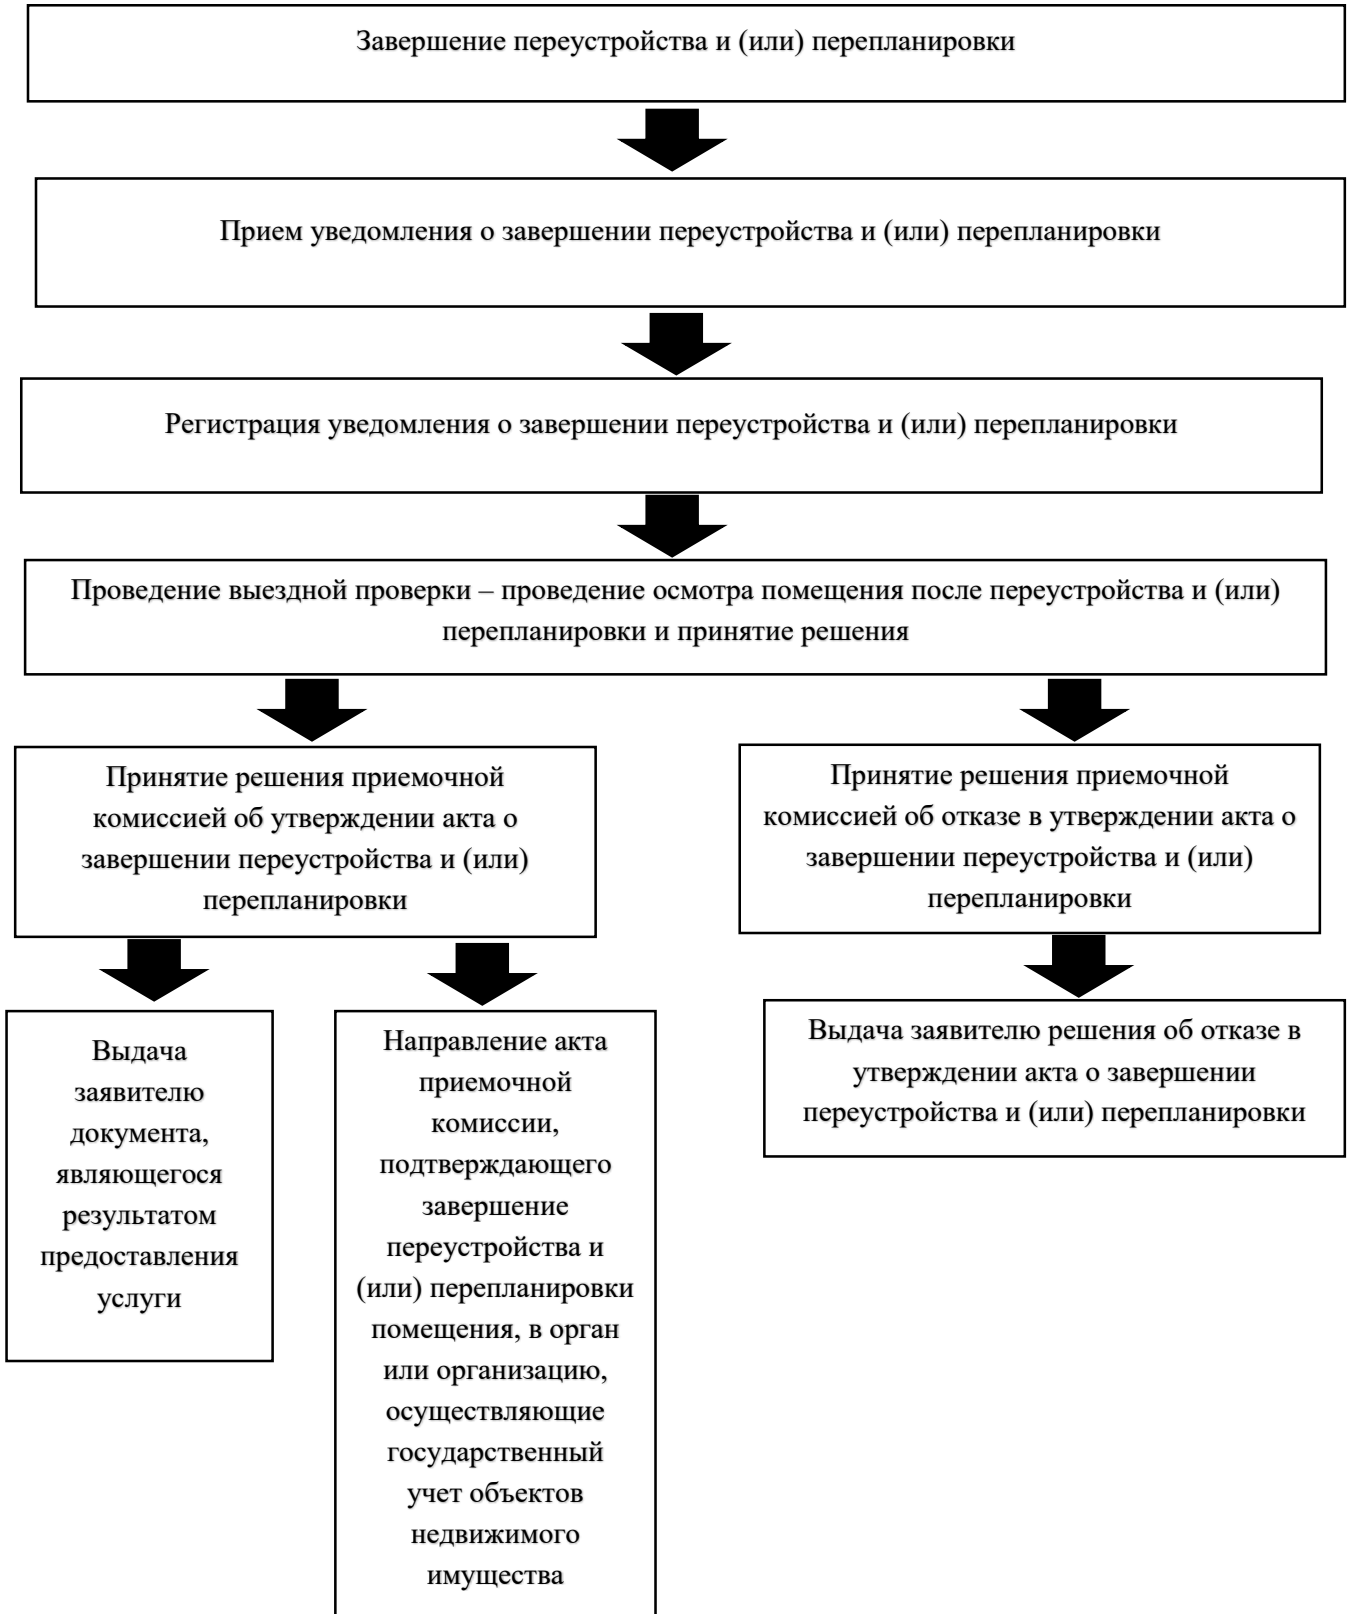 Завершение переустройства и (или) перепланировки
Прием уведомления о завершении переустройства и (или) перепланировки
Регистрация уведомления о завершении переустройства и (или) перепланировки
Проведение выездной проверки – проведение осмотра помещения после переустройства и (или)
перепланировки и принятие решения
Принятие решения приемочной
комиссией об утверждении акта о
завершении переустройства и (или)
перепланировки
Принятие решения приемочной
комиссией об отказе в утверждении акта о
завершении переустройства и (или)
перепланировки
Выдача
заявителю
документа,
являющегося
результатом
предоставления
услуги
Направление акта
приемочной
комиссии,
подтверждающего
завершение
переустройства и
(или) перепланировки
помещения, в орган
или организацию,
осуществляющие
государственный
учет объектов
недвижимого
имущества
Выдача заявителю решения об отказе в
утверждении акта о завершении
переустройства и (или) перепланировки